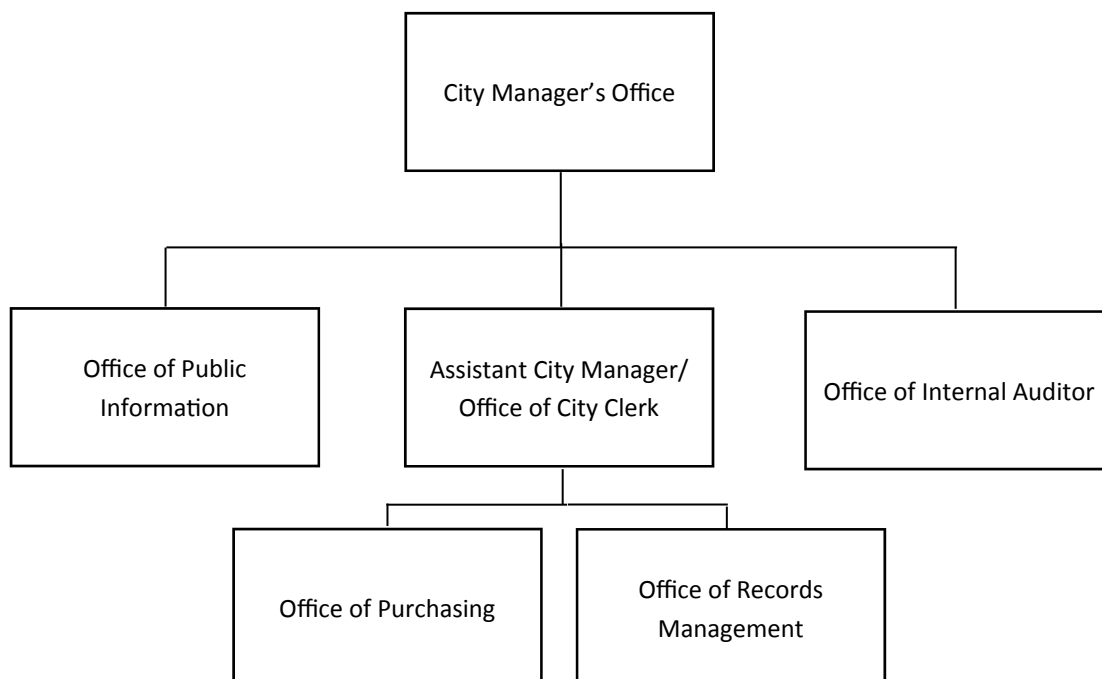 City Manager’s Office
Office of Public
Information
Assistant City Manager/
Office of City Clerk
Office of Internal Auditor
Office of Purchasing
Office of Records
Management